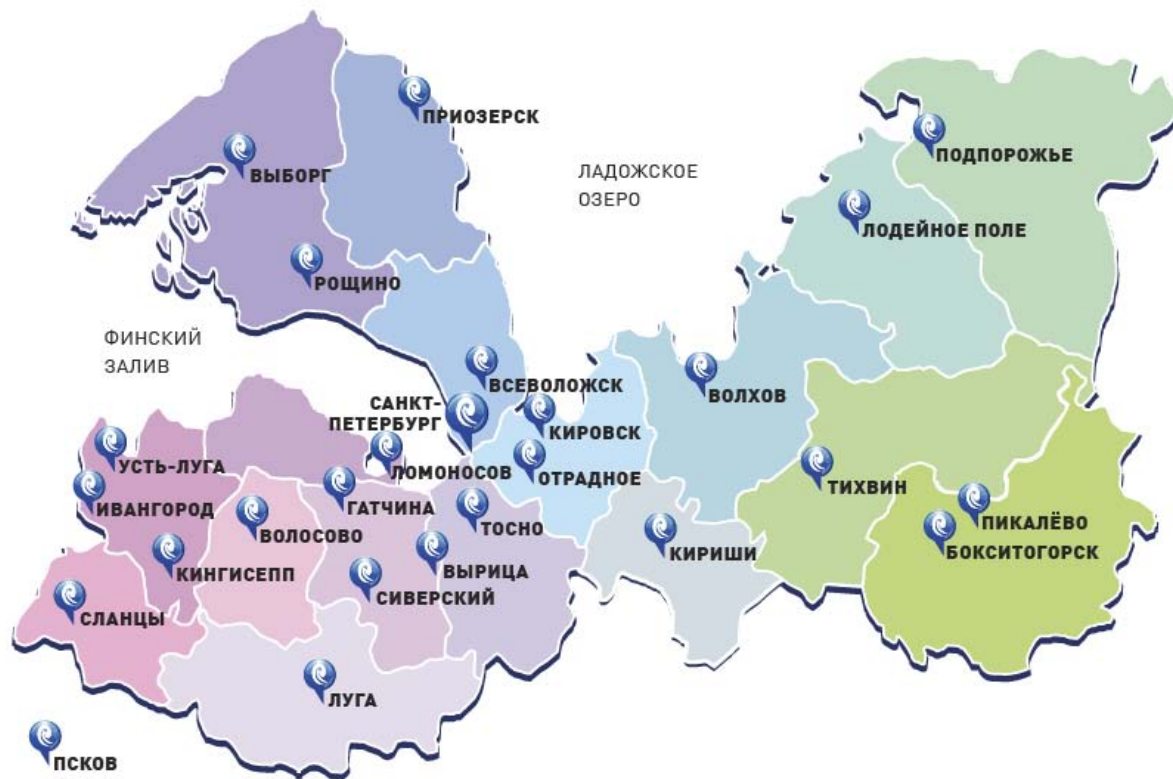 ПРИОЗЕРСК
ПОДПОРОЖЬЕ
ВЫБОРГ
ЛАДОЖСКОЕ
ОЗЕРО
ЛОДЕЙНОЕ ПОЛЕ
РОЩИНО
ФИНСКИЙ
ЗАЛИВ
ВСЕВОЛОЖСК
ВОЛХОВ
САНКТ-
ПЕТЕРБУРГ
КИРОВСК
УСТЬ-ЛУГА
ЛОМОНОСОВ
ОТРАДНОЕ
ТИХВИН
ИВАНГОРОД
ГАТЧИНА
ТОСНО
ПИКАЛЁВО
ВОЛОСОВО
КИРИШИ
БОКСИТОГОРСК
КИНГИСЕПП
ВЫРИЦА
СИВЕРСКИЙ
СЛАНЦЫ
ЛУГА
ПСКОВ